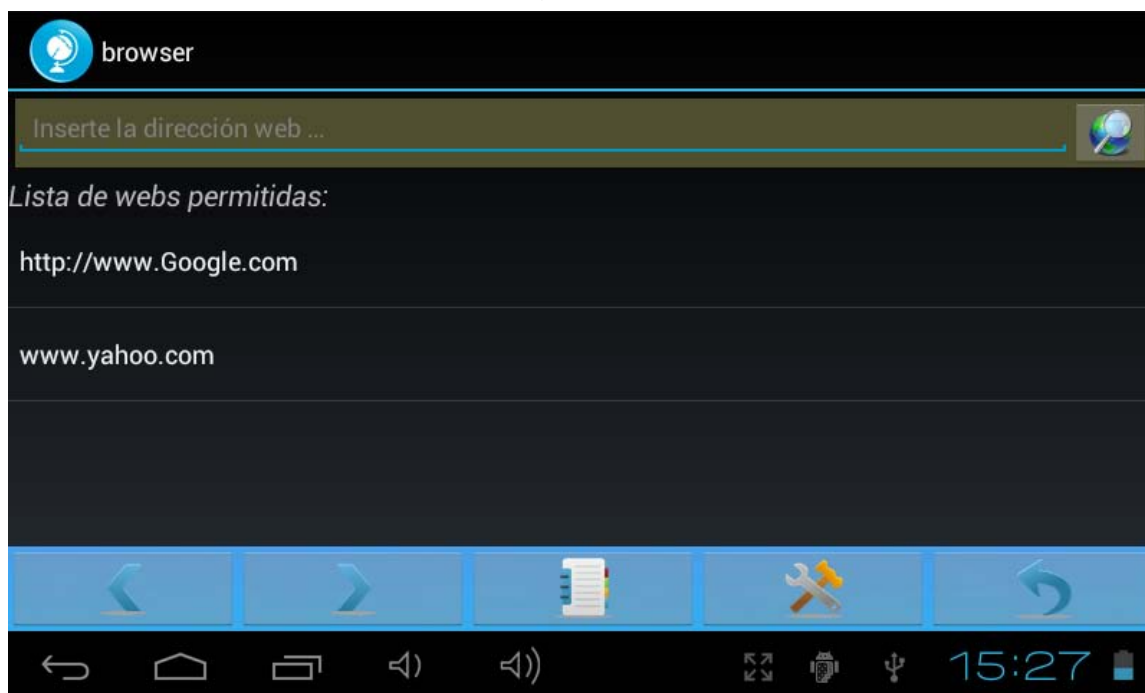 browser
Inserte la dirección web ...
Lista de webs permitidas:
http://www.Google.com
www.yahoo.com
15:27